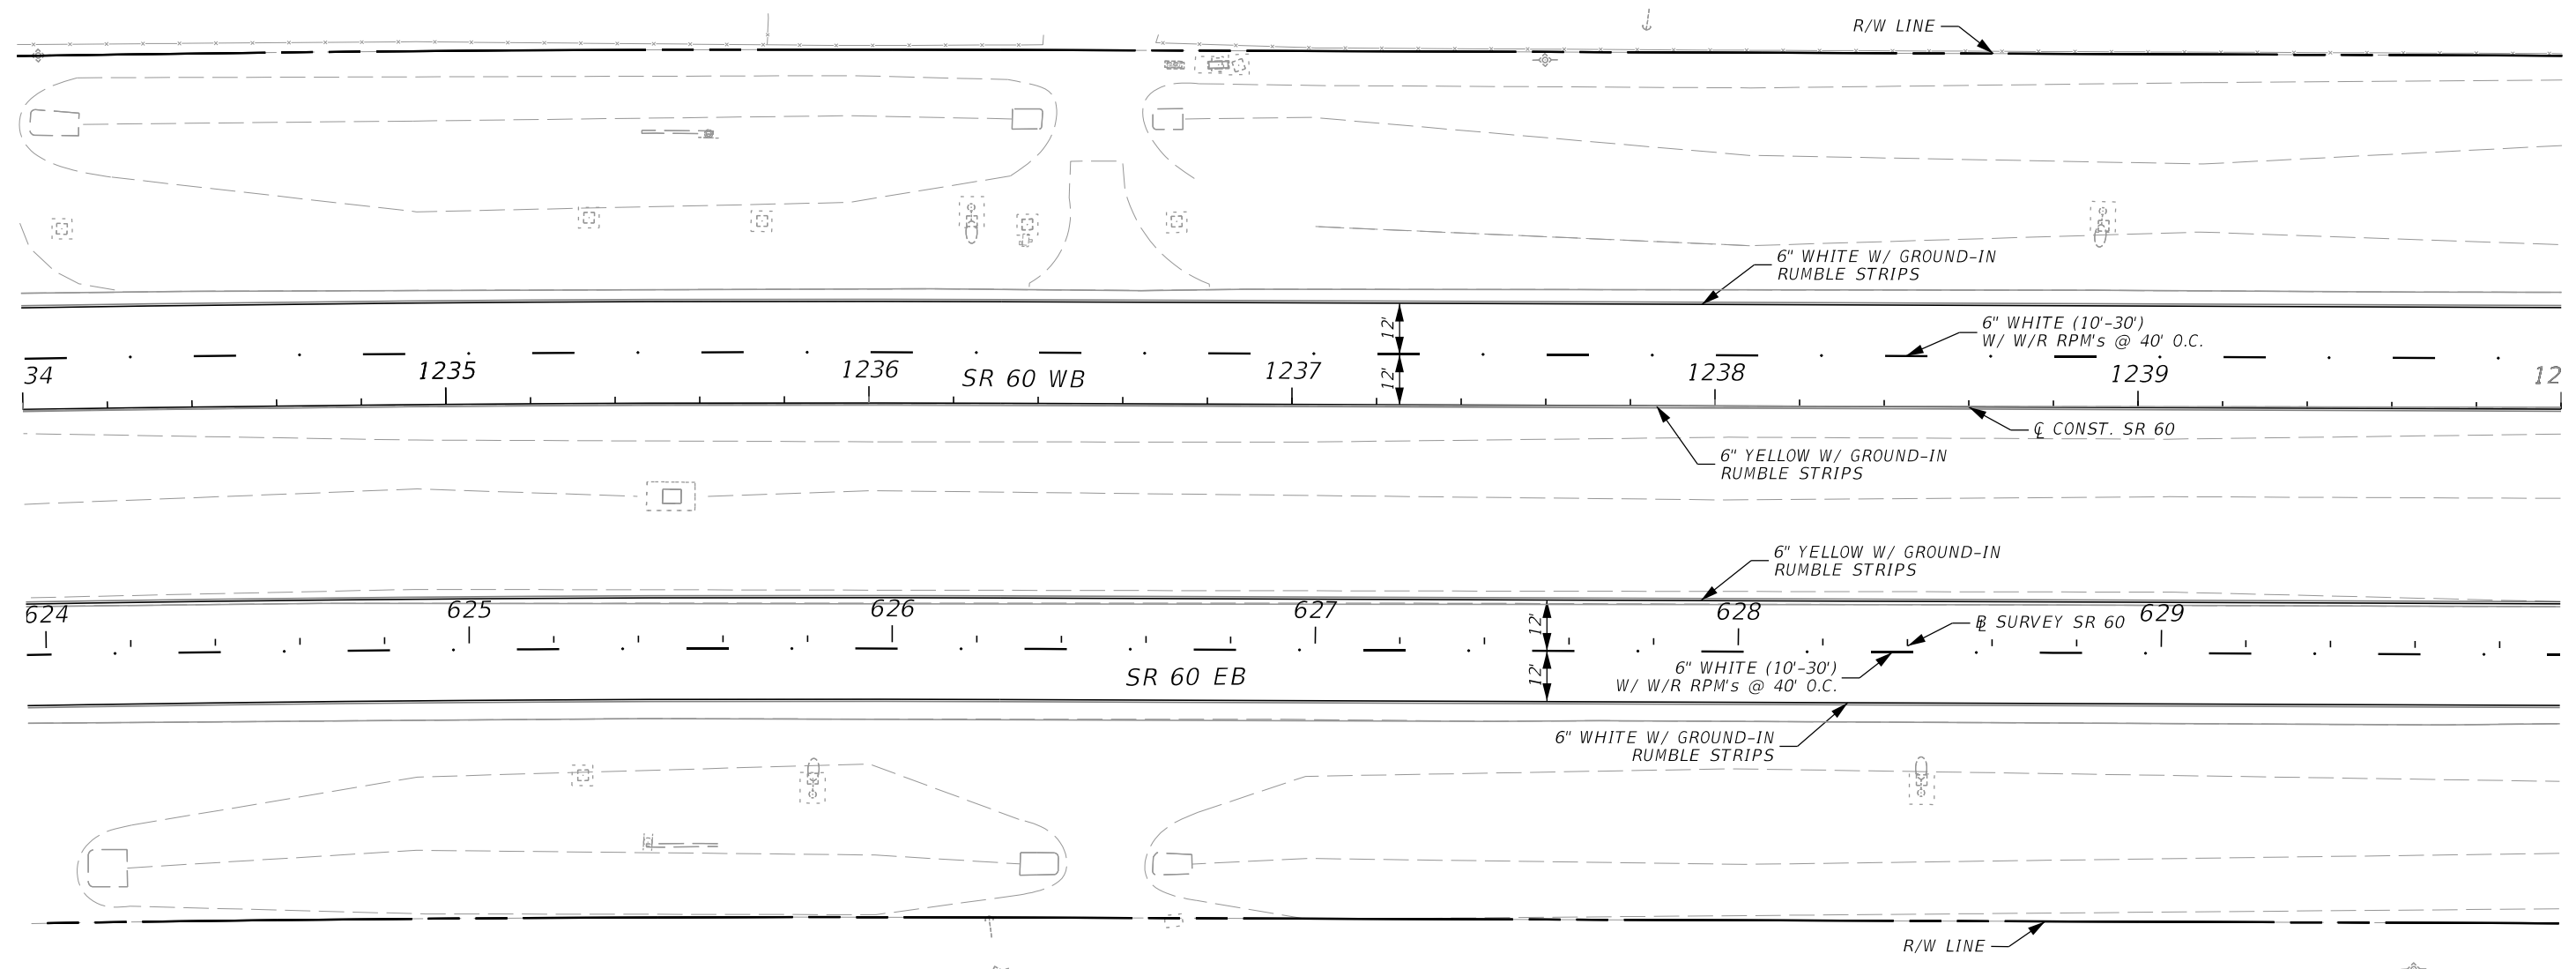 R/W LINE
6" WHITE W/ GROUND-IN
RUMBLE STRIPS
12'
6" WHITE (10'-30')
W/ W/R RPM's @ 40' O.C.
34
1235
1236
SR 60 WB
1237
12'
1238
1239
12
℄ CONST. SR 60
6" YELLOW W/ GROUND-IN
RUMBLE STRIPS
6" YELLOW W/ GROUND-IN
RUMBLE STRIPS
624
625
626
627
12'
628
BL SURVEY SR 60
629
SR 60 EB
12'
6" WHITE (10'-30')
W/ W/R RPM's @ 40' O.C.
6" WHITE W/ GROUND-IN
RUMBLE STRIPS
R/W LINE